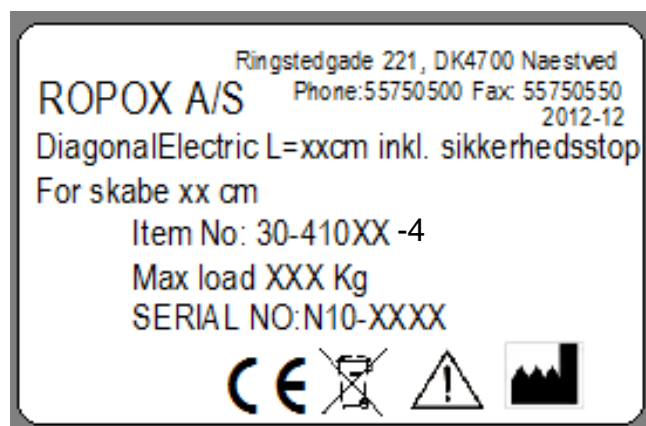 Ringstedgade 221, DK4700 Naestved
ROPOX A/S Phone:55750500 Fax: 55750550
2012-12
DiagonalElectric L=xxcm inkl. sikkerhedsstop
For skabe xx cm
Item No: 30-410XX -4
Max load XXX Kg
SERIAL NO:N10-XXXX
CE